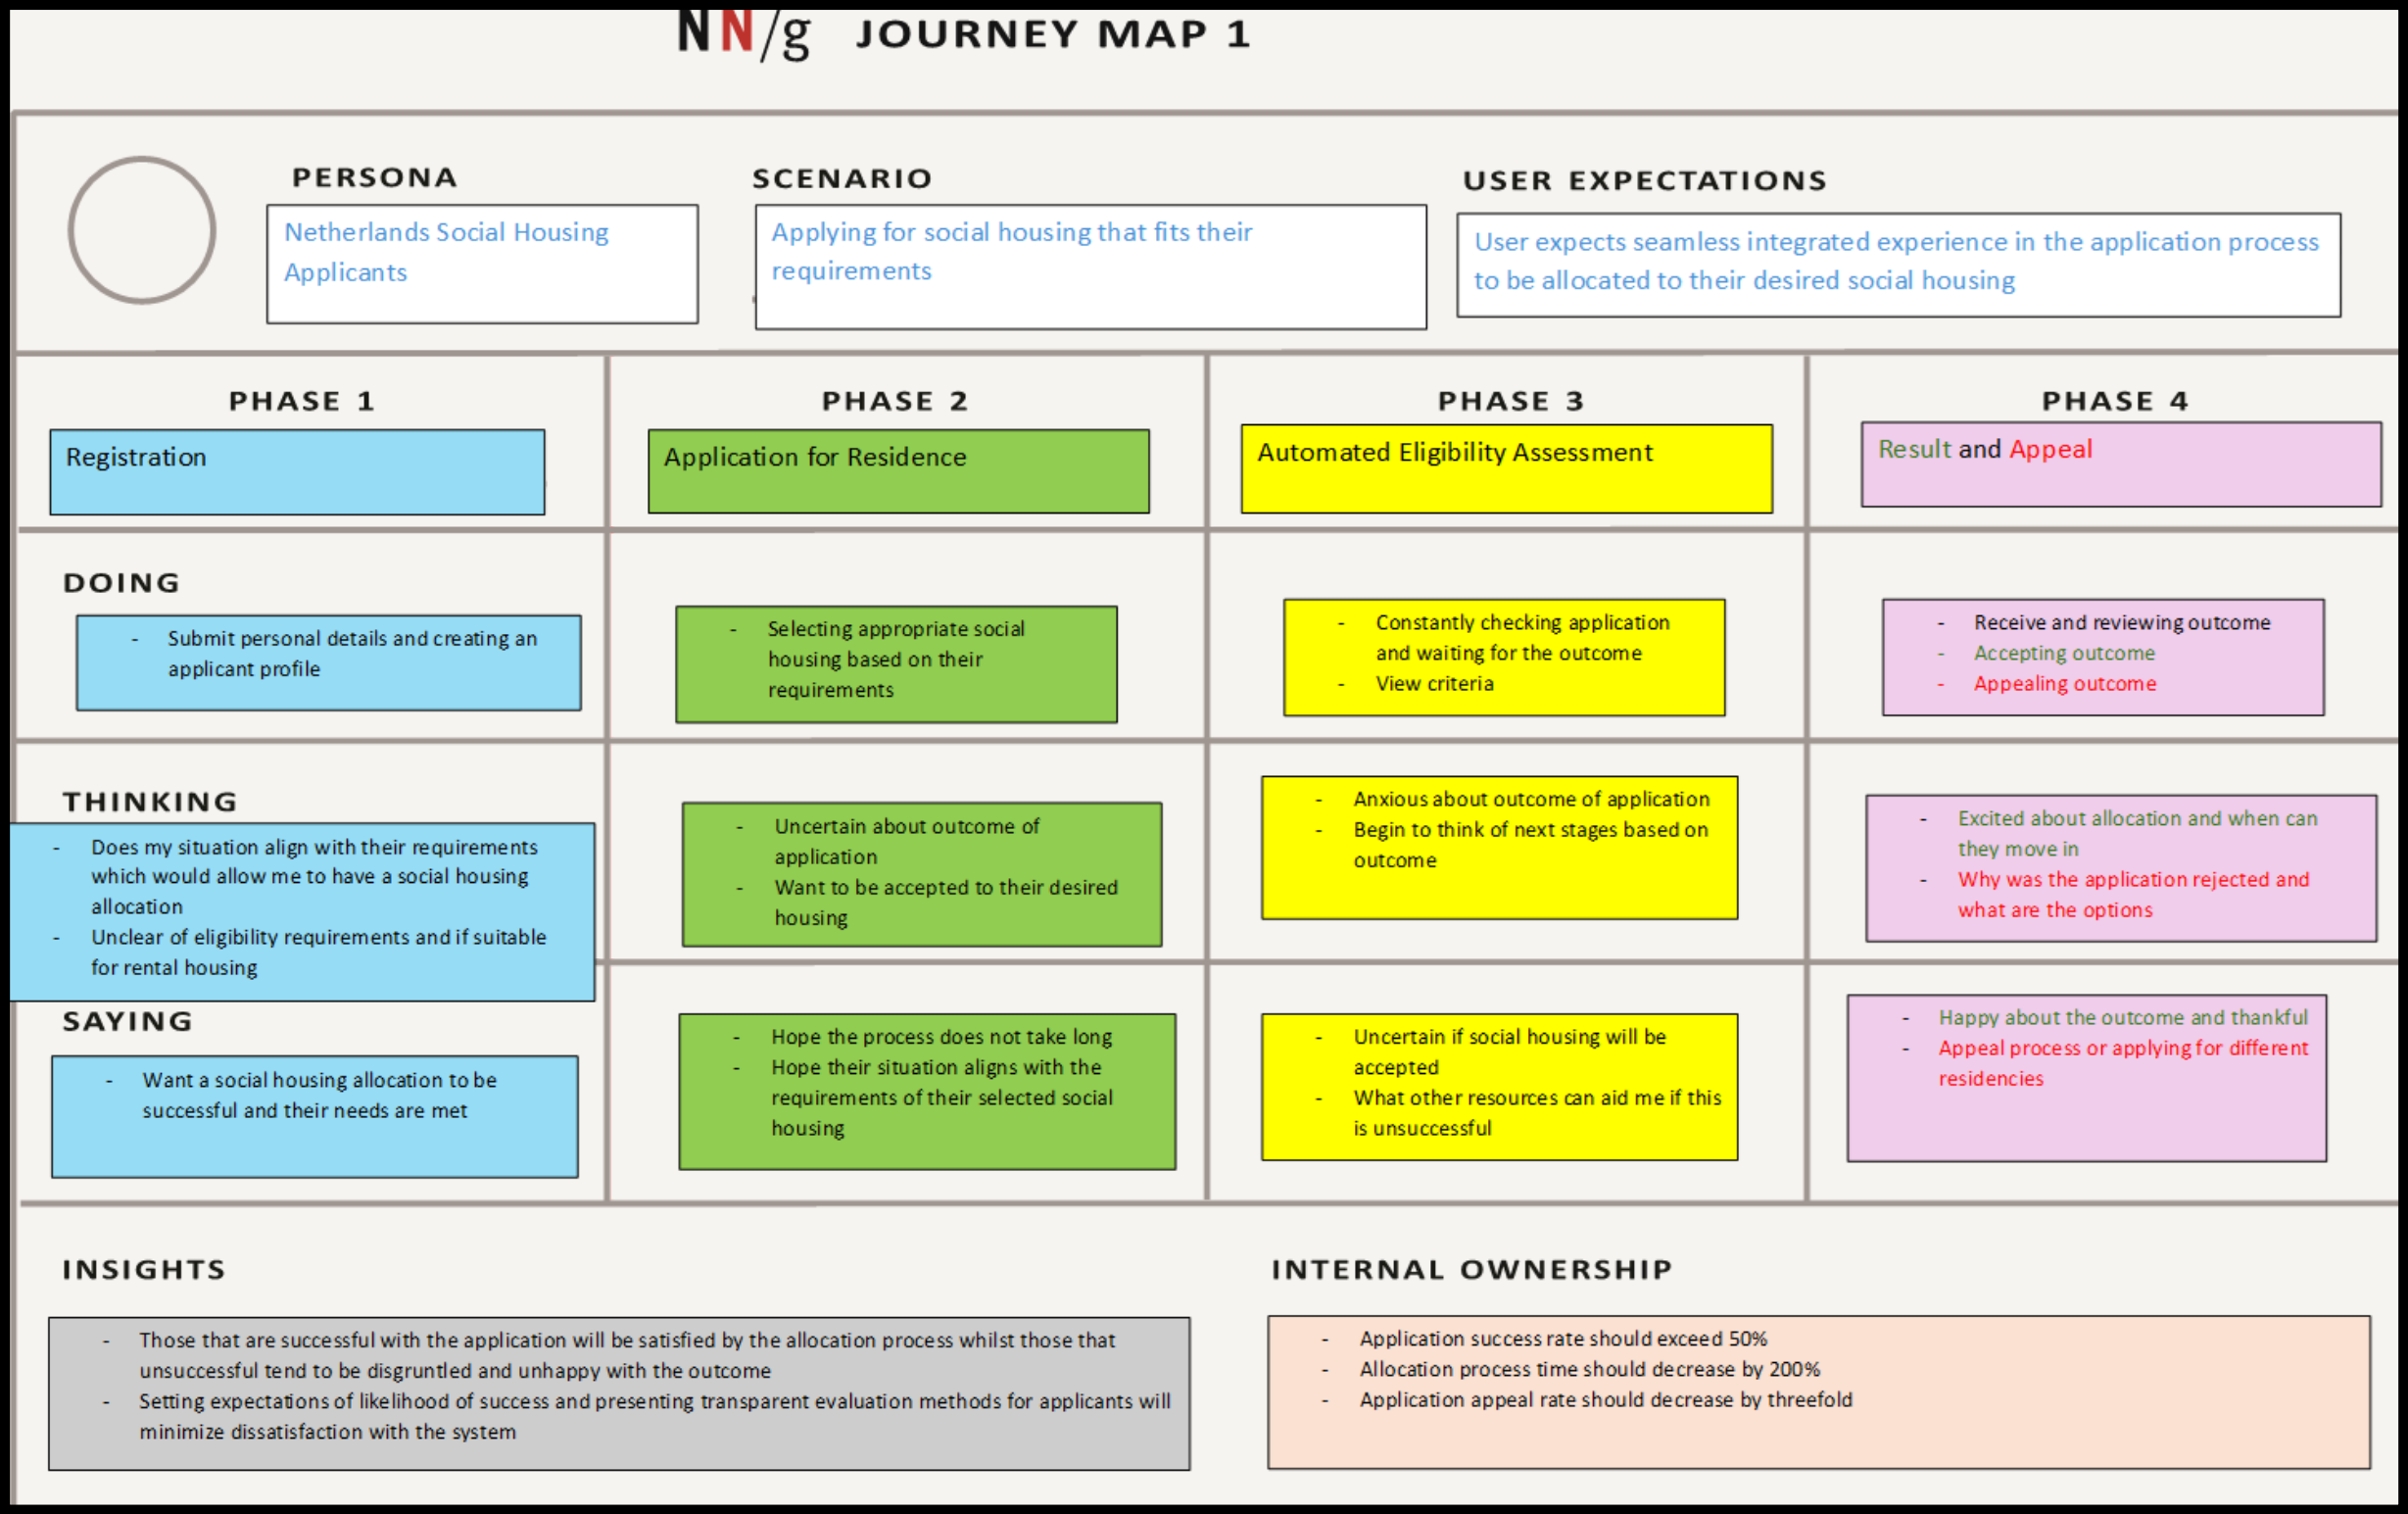 NN/g JOURNEY MAP 1
PERSONA
Netherlands Social Housing
Applicants
SCENARIO
Applying for social housing that fits their
requirements
USER EXPECTATIONS
User expects seamless integrated experience in the application process
to be allocated to their desired social housing
PHASE 1
Registration
PHASE 2
Application for Residence
PHASE 3
Automated Eligibility Assessment
PHASE 4
Result and Appeal
DOING
- Submit personal details and creating an
applicant profile
- Selecting appropriate social
housing based on their
requirements
- Constantly checking application
and waiting for the outcome
- View criteria
- Receive and reviewing outcome
- Accepting outcome
- Appealing outcome
THINKING
- Does my situation align with their requirements
which would allow me to have a social housing
allocation
- Unclear of eligibility requirements and if suitable
for rental housing
- Uncertain about outcome of
application
- Want to be accepted to their desired
housing
- Anxious about outcome of application
- Begin to think of next stages based on
outcome
- Excited about allocation and when can
they move in
- Why was the application rejected and
what are the options
SAYING
- Want a social housing allocation to be
successful and their needs are met
- Hope the process does not take long
- Hope their situation aligns with the
requirements of their selected social
housing
- Uncertain if social housing will be
accepted
- What other resources can aid me if this
is unsuccessful
- Happy about the outcome and thankful
- Appeal process or applying for different
residencies
INSIGHTS
- Those that are successful with the application will be satisfied by the allocation process whilst those that
unsuccessful tend to be disgruntled and unhappy with the outcome
- Setting expectations of likelihood of success and presenting transparent evaluation methods for applicants will
minimize dissatisfaction with the system
INTERNAL OWNERSHIP
- Application success rate should exceed 50%
- Allocation process time should decrease by 200%
- Application appeal rate should decrease by threefold